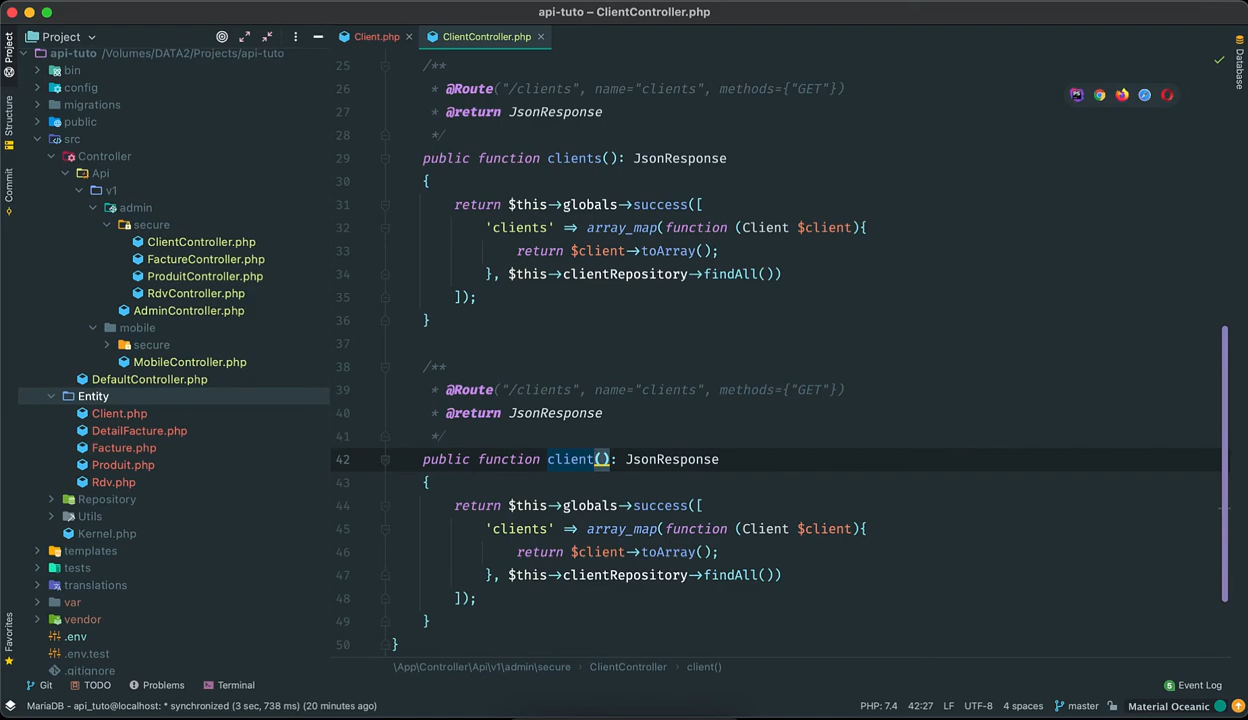 api-tuto – ClientController.php
Project
Client.php
ClientController.php
Project
Structure
Commit
Favorites
Database
api-tuto /Volumes/DATA2/Projects/api-tuto
bin
config
migrations
public
src
Controller
Api
v1
admin
secure
ClientController.php
FactureController.php
ProduitController.php
RdvController.php
AdminController.php
mobile
secure
MobileController.php
DefaultController.php
Entity
Client.php
DetailFacture.php
Facture.php
Produit.php
Rdv.php
Repository
Utils
Kernel.php
templates
tests
translations
var
vendor
.env
.env.test
.gitignore
25 /**
26 * @Route("/clients", name="clients", methods={"GET"})
27 * @return JsonResponse
28 */
29 public function clients(): JsonResponse
30 {
31 return $this->globals->success([
32 'clients' => array_map(function (Client $client){
33 return $client->toArray();
34 }, $this->clientRepository->findAll())
35 ]);
36 }
37
38 /**
39 * @Route("/clients", name="clients", methods={"GET"})
40 * @return JsonResponse
41 */
42 public function client(): JsonResponse
43 {
44 return $this->globals->success([
45 'clients' => array_map(function (Client $client){
46 return $client->toArray();
47 }, $this->clientRepository->findAll())
48 ]);
49 }
50 }
\App\Controller\Api\v1\admin\secure ClientController client()
Git TODO Problems Terminal
5 Event Log
MariaDB - api_tuto@localhost: * synchronized (3 sec, 738 ms) (20 minutes ago)
PHP: 7.4 42:27 LF UTF-8 4 spaces master Material Oceanic